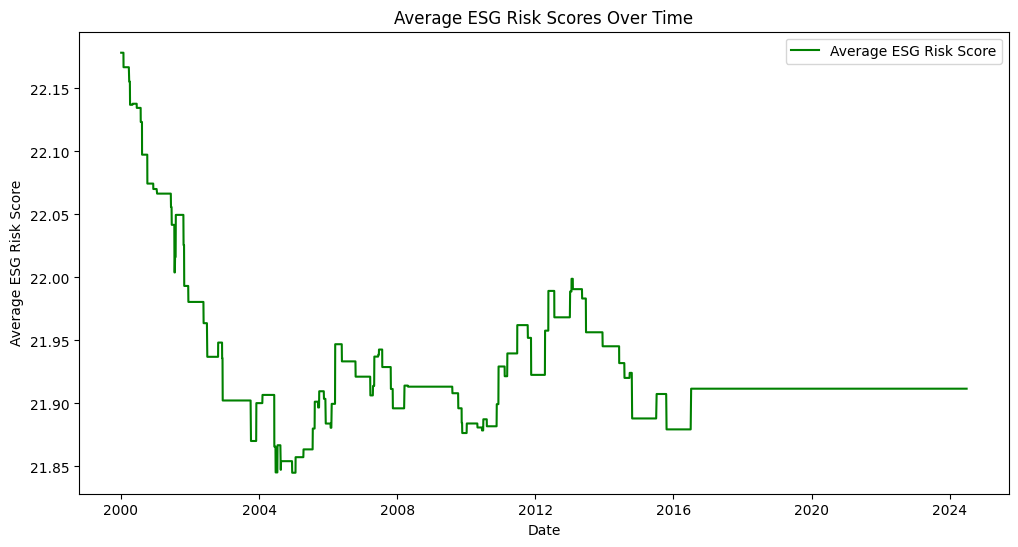 Average ESG Risk Scores Over Time
Average ESG Risk Score
22.15
22.10
22.05
22.00
21.95
21.90
21.85
Average ESG Risk Score
2000 2004 2008 2012 2016 2020 2024
Date